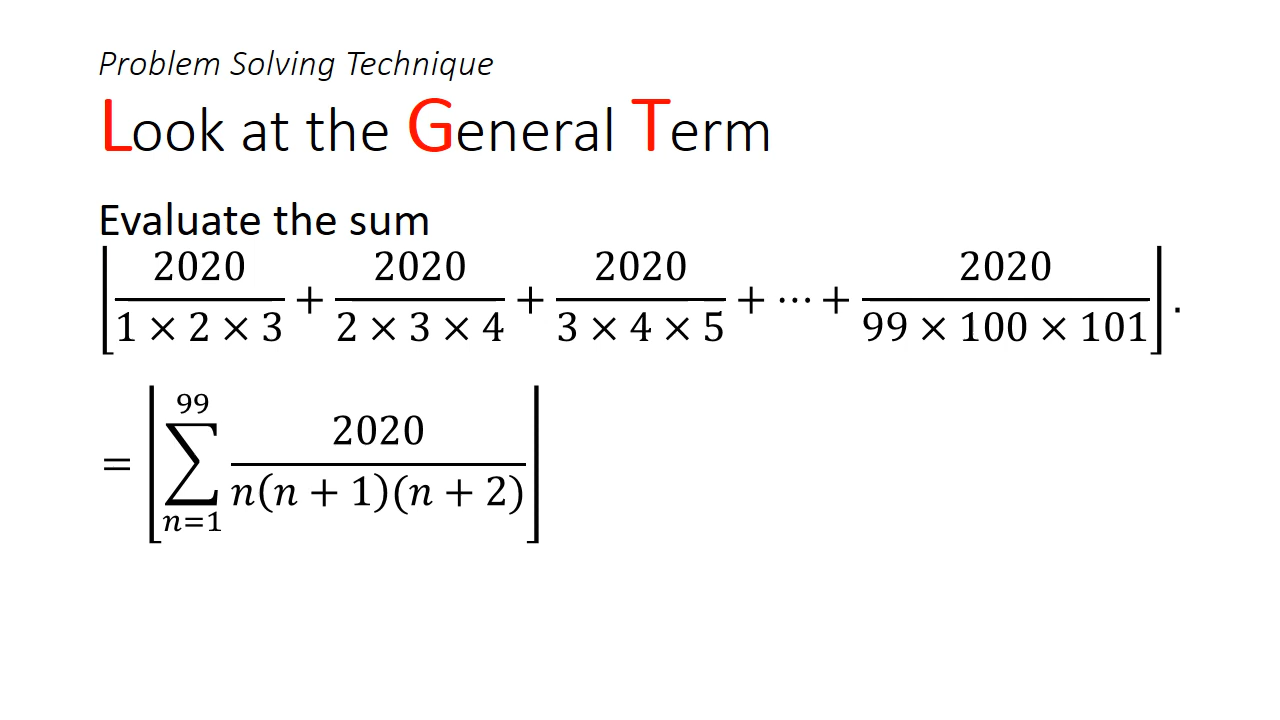 Problem Solving Technique
Look at the General Term
Evaluate the sum
⌊2020/(1 × 2 × 3) + 2020/(2 × 3 × 4) + 2020/(3 × 4 × 5) + ⋯ + 2020/(99 × 100 × 101)⌋.
= ⌊∑_{n=1}^{99} 2020/(n(n + 1)(n + 2))⌋